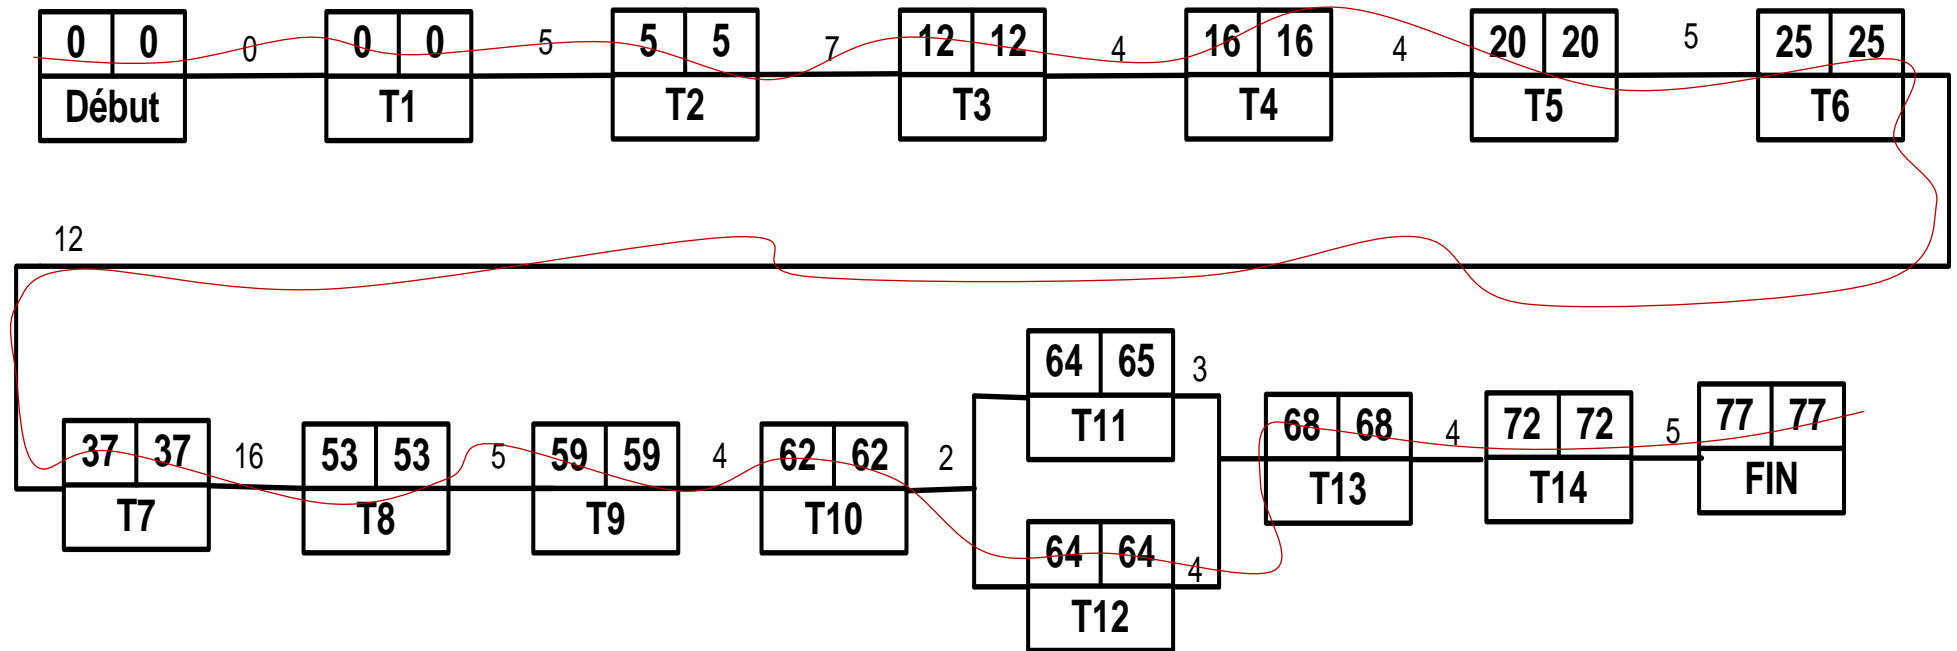 0 0 0 0 0 5 5 5 7 12 12 4 16 16 4 20 20 5 25 25
Début T1 T2 T3 T4 T5 T6
12
64 65 3
T11
37 37 16 53 53 5 59 59 4 62 62 2 68 68 4 72 72 5 77 77
T7 T8 T9 T10 T13 T14 FIN
64 64 4
T12